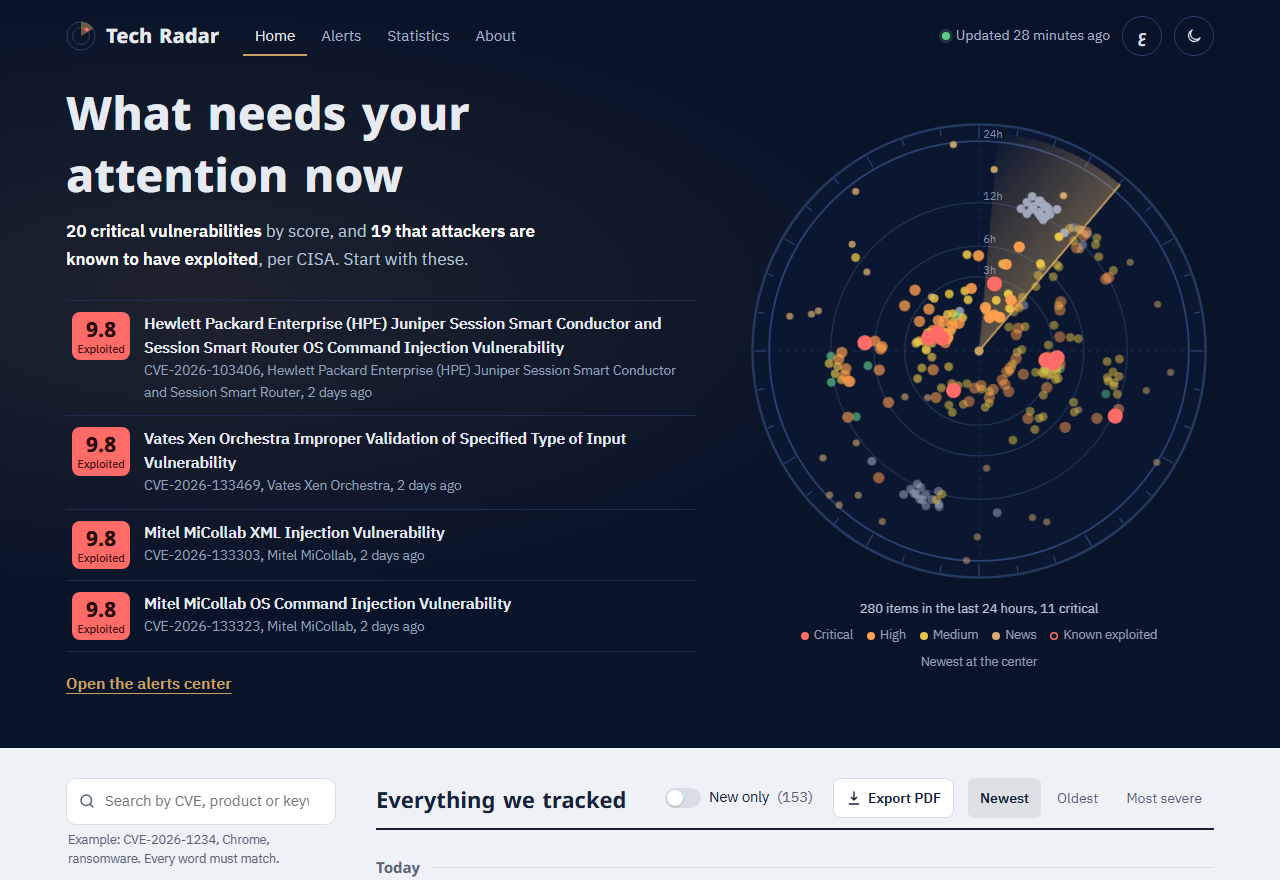 Tech Radar
Home
Alerts
Statistics
About
Updated 28 minutes ago
ع
What needs your
attention now
20 critical vulnerabilities by score, and 19 that attackers are
known to have exploited, per CISA. Start with these.
9.8
Exploited
Hewlett Packard Enterprise (HPE) Juniper Session Smart Conductor and
Session Smart Router OS Command Injection Vulnerability
CVE-2026-103406, Hewlett Packard Enterprise (HPE) Juniper Session Smart Conductor
and Session Smart Router, 2 days ago
9.8
Exploited
Vates Xen Orchestra Improper Validation of Specified Type of Input
Vulnerability
CVE-2026-133469, Vates Xen Orchestra, 2 days ago
9.8
Exploited
Mitel MiCollab XML Injection Vulnerability
CVE-2026-133303, Mitel MiCollab, 2 days ago
9.8
Exploited
Mitel MiCollab OS Command Injection Vulnerability
CVE-2026-133323, Mitel MiCollab, 2 days ago
Open the alerts center
24h
12h
6h
3h
280 items in the last 24 hours, 11 critical
Critical
High
Medium
News
Known exploited
Newest at the center
Search by CVE, product or key
Example: CVE-2026-1234, Chrome,
ransomware. Every word must match.
Everything we tracked
New only (153)
Export PDF
Newest
Oldest
Most severe
Today